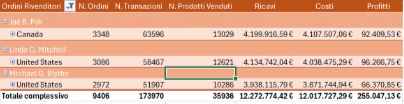 Ordini Rivenditori N. Ordini N. Transazioni N. Prodotti Venduti Ricavi Costi Profitti
Jae B. Pak
Canada 3348 63596 13029 4.199.916,59 € 4.107.507,06 € 92.409,53 €
Linda C. Mitchell
United States 3086 58467 12621 4.134.742,04 € 4.038.475,29 € 96.266,75 €
Michael G. Blythe
United States 2972 51907 10286 3.938.115,79 € 3.871.744,94 € 66.370,85 €
Totale complessivo 9406 173970 35936 12.272.774,42 € 12.017.727,29 € 255.047,13 €